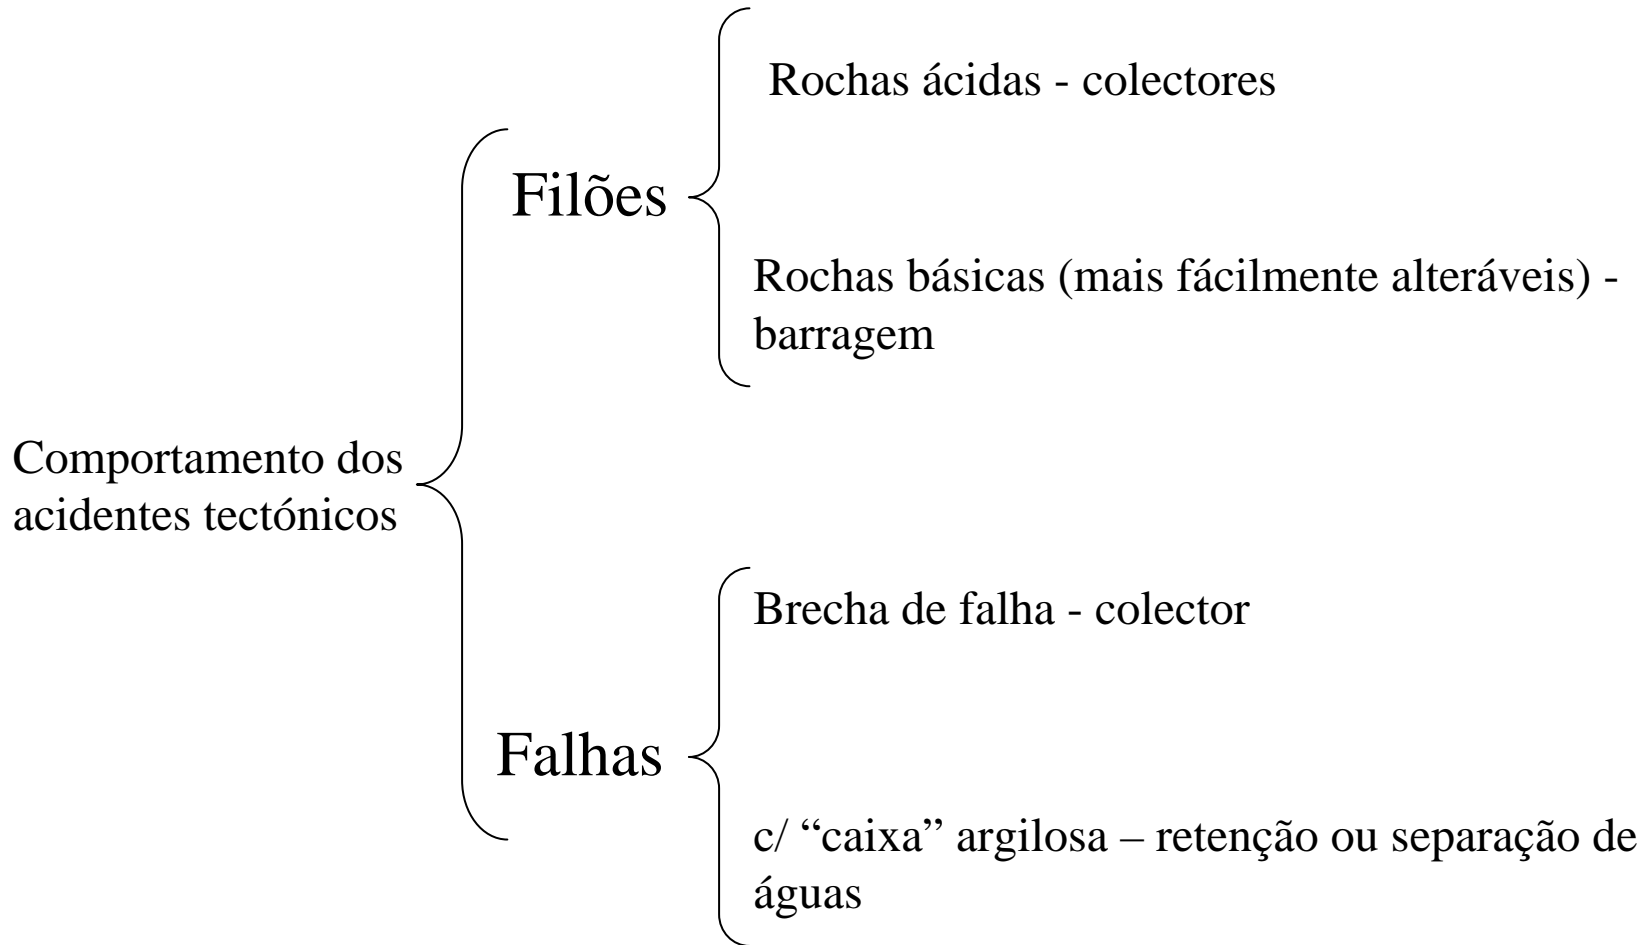 Comportamento dos
acidentes tectónicos
Filões
Rochas ácidas - colectores
Rochas básicas (mais fácilmente alteráveis) -
barragem
Falhas
Brecha de falha - colector
c/ “caixa” argilosa – retenção ou separação de
águas